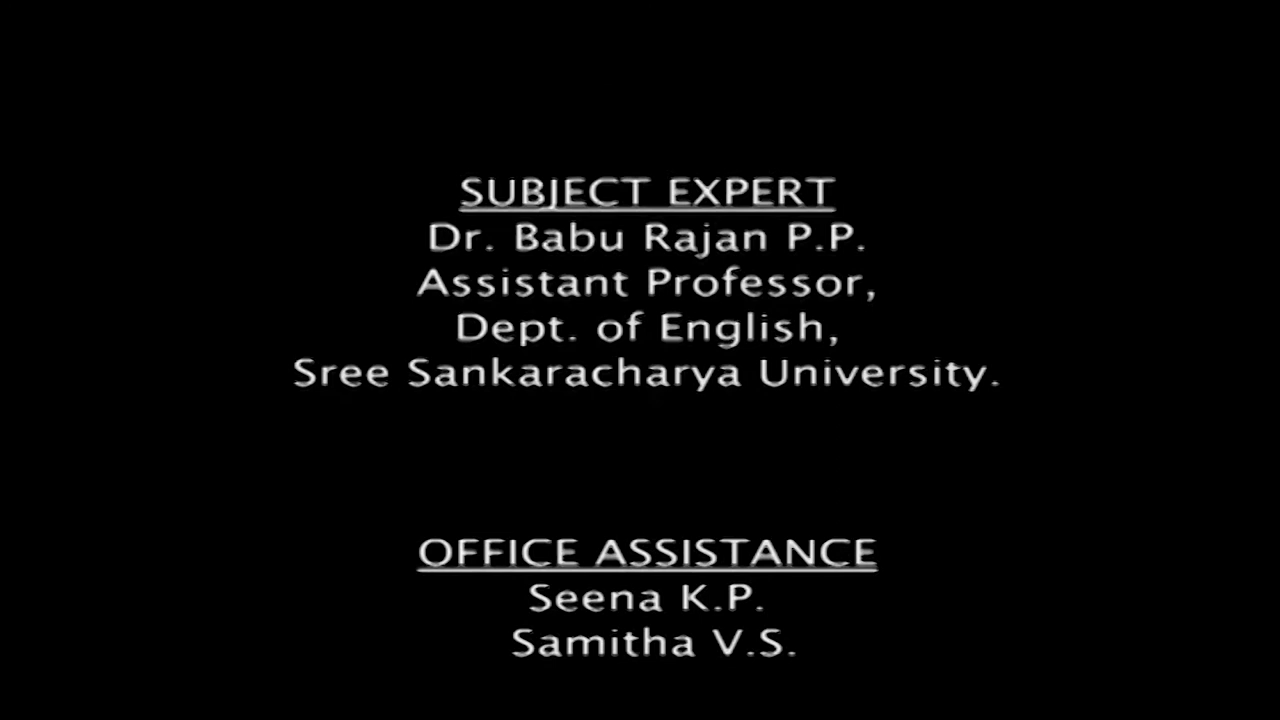 SUBJECT EXPERT
Dr. Babu Rajan P.P.
Assistant Professor,
Dept. of English,
Sree Sankaracharya University.
OFFICE ASSISTANCE
Seena K.P.
Samitha V.S.